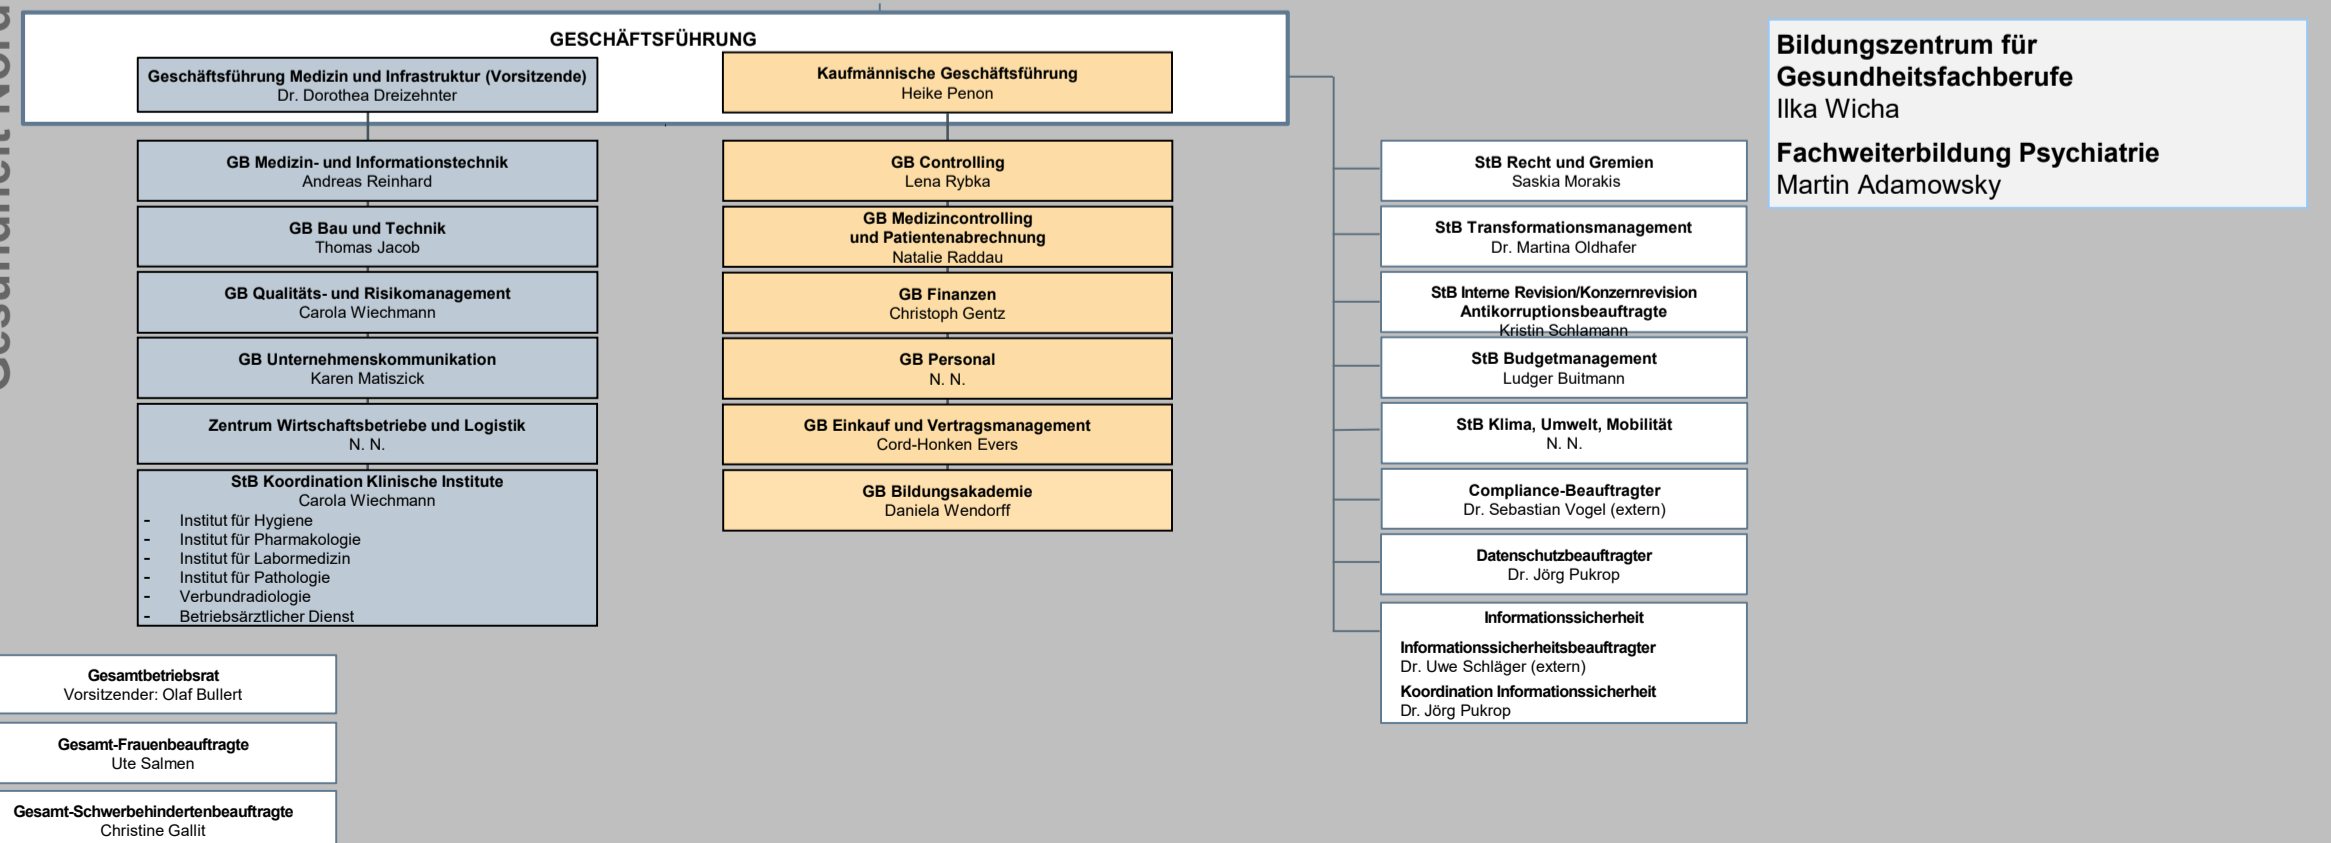 Gesundheit Nord
GESCHÄFTSFÜHRUNG
Geschäftsführung Medizin und Infrastruktur (Vorsitzende)
Dr. Dorothea Dreizehnter
Kaufmännische Geschäftsführung
Heike Penon
GB Medizin- und Informationstechnik
Andreas Reinhard
GB Bau und Technik
Thomas Jacob
GB Qualitäts- und Risikomanagement
Carola Wiechmann
GB Unternehmenskommunikation
Karen Matiszick
Zentrum Wirtschaftsbetriebe und Logistik
N. N.
StB Koordination Klinische Institute
Carola Wiechmann
- Institut für Hygiene
- Institut für Pharmakologie
- Institut für Labormedizin
- Institut für Pathologie
- Verbundradiologie
- Betriebsärztlicher Dienst
GB Controlling
Lena Rybka
GB Medizincontrolling
und Patientenabrechnung
Natalie Raddau
GB Finanzen
Christoph Gentz
GB Personal
N. N.
GB Einkauf und Vertragsmanagement
Cord-Honken Evers
GB Bildungsakademie
Daniela Wendorff
StB Recht und Gremien
Saskia Morakis
StB Transformationsmanagement
Dr. Martina Oldhafer
StB Interne Revision/Konzernrevision
Antikorruptionsbeauftragte
Kristin Schlamann
StB Budgetmanagement
Ludger Buitmann
StB Klima, Umwelt, Mobilität
N. N.
Compliance-Beauftragter
Dr. Sebastian Vogel (extern)
Datenschutzbeauftragter
Dr. Jörg Pukrop
Informationssicherheit
Informationssicherheitsbeauftragter
Dr. Uwe Schläger (extern)
Koordination Informationssicherheit
Dr. Jörg Pukrop
Bildungszentrum für
Gesundheitsfachberufe
Ilka Wicha
Fachweiterbildung Psychiatrie
Martin Adamowsky
Gesamtbetriebsrat
Vorsitzender: Olaf Bullert
Gesamt-Frauenbeauftragte
Ute Salmen
Gesamt-Schwerbehindertenbeauftragte
Christine Gallit